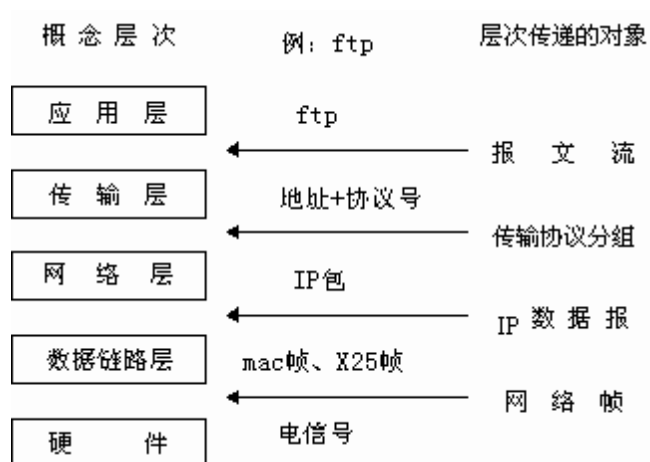 概念层次 例：ftp 层次传递的对象
应用层 ftp
报文流
传输层 地址+协议号
传输协议分组
网络层 IP包
IP数据报
数据链路层 mac帧、X25帧
网络帧
硬件 电信号